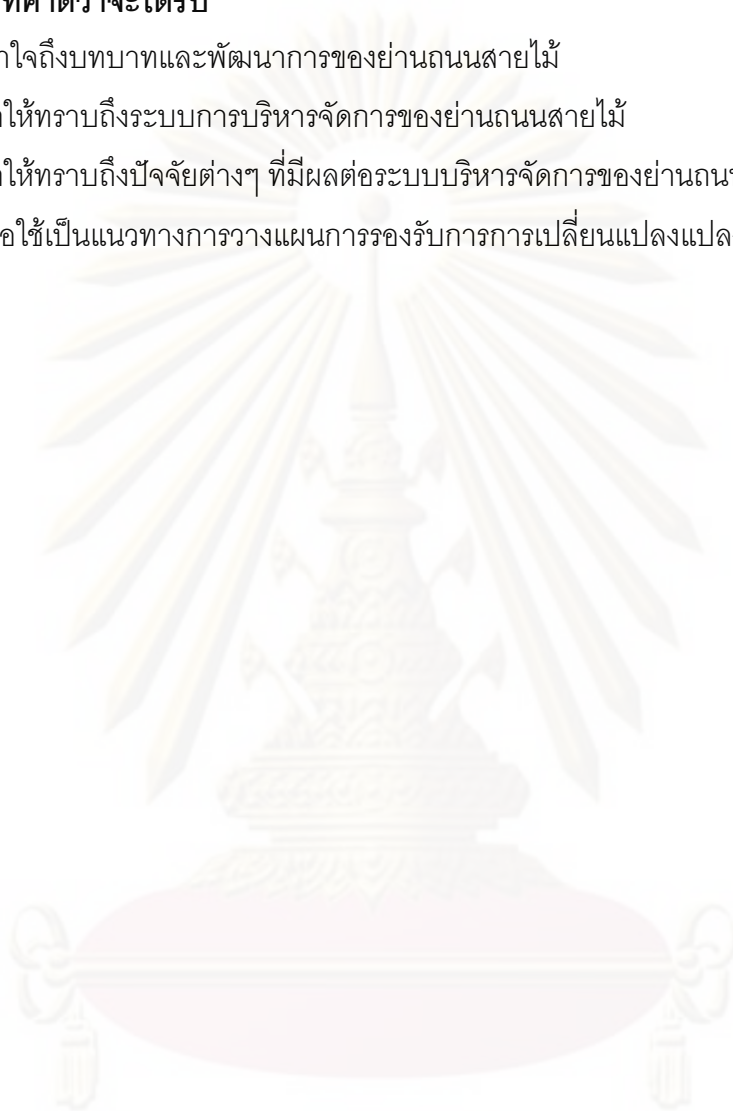 ที่คาดว่าจะได้รับ
าใจถึงบทบาทและพัฒนาการของย่านถนนสายไม้
ให้ทราบถึงระบบการบริหารจัดการของย่านถนนสายไม้
ให้ทราบถึงปัจจัยต่างๆ ที่มีผลต่อระบบบริหารจัดการของย่านถน
อใช้เป็นแนวทางการวางแผนการรองรับการการเปลี่ยนแปลงแปล